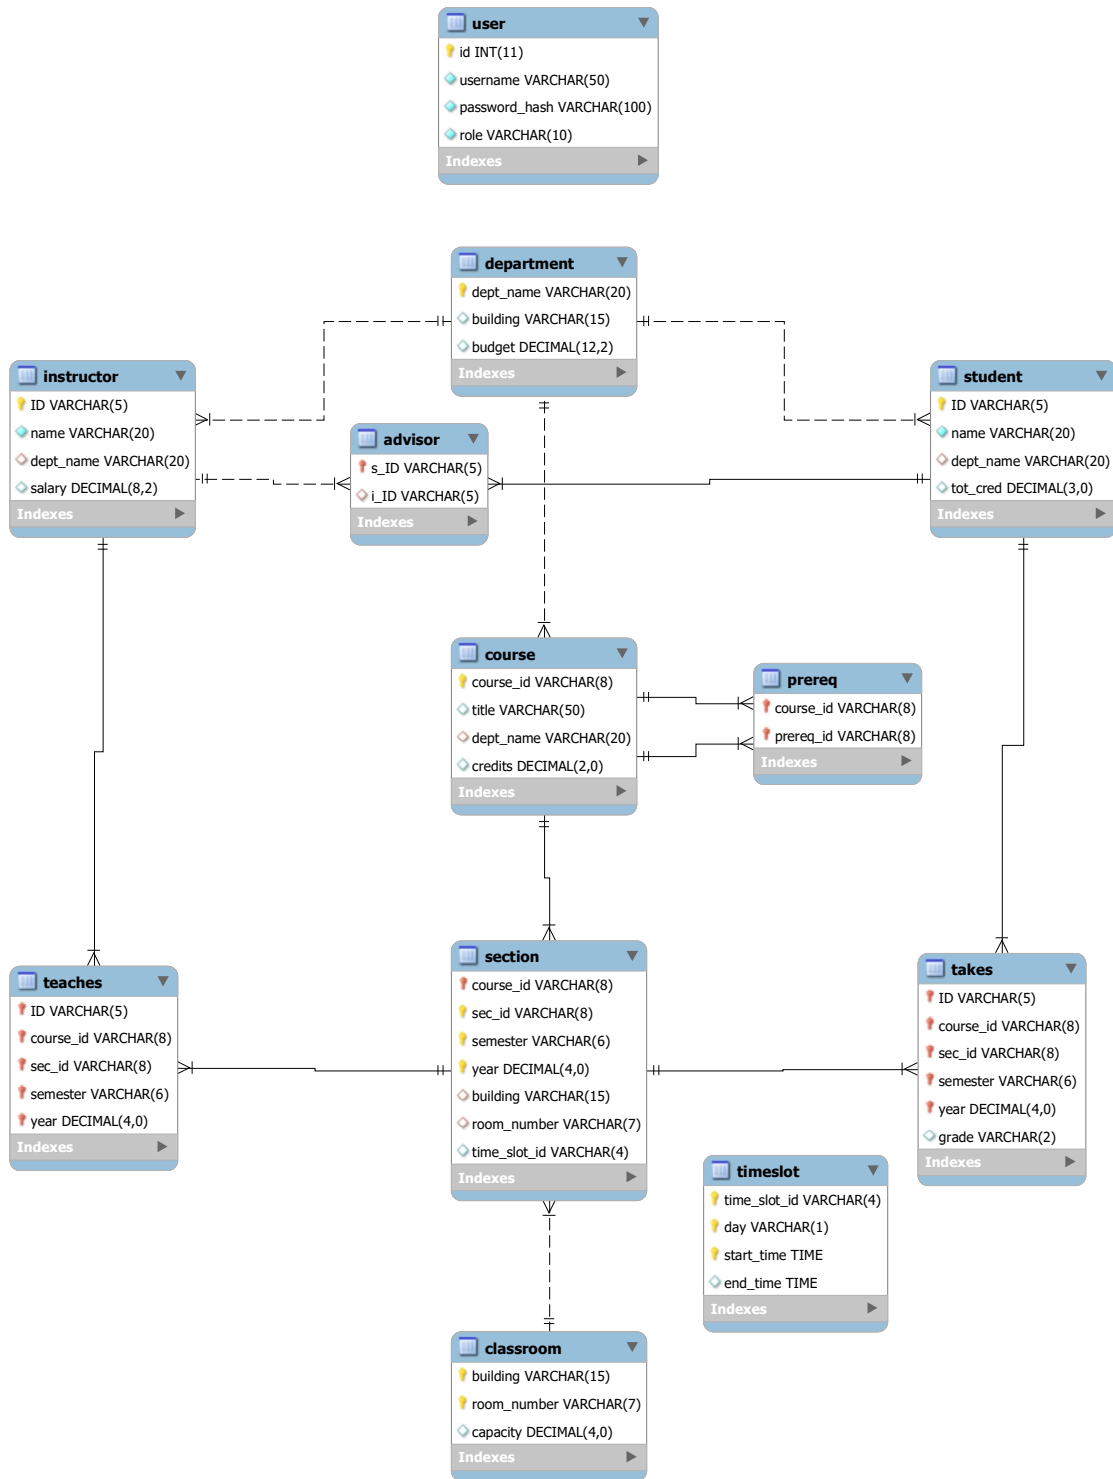 user
id INT(11)
username VARCHAR(50)
password_hash VARCHAR(100)
role VARCHAR(10)
Indexes
department
dept_name VARCHAR(20)
building VARCHAR(15)
budget DECIMAL(12,2)
Indexes
instructor
ID VARCHAR(5)
name VARCHAR(20)
dept_name VARCHAR(20)
salary DECIMAL(8,2)
Indexes
advisor
s_ID VARCHAR(5)
i_ID VARCHAR(5)
Indexes
student
ID VARCHAR(5)
name VARCHAR(20)
dept_name VARCHAR(20)
tot_cred DECIMAL(3,0)
Indexes
course
course_id VARCHAR(8)
title VARCHAR(50)
dept_name VARCHAR(20)
credits DECIMAL(2,0)
Indexes
prereq
course_id VARCHAR(8)
prereq_id VARCHAR(8)
Indexes
teaches
ID VARCHAR(5)
course_id VARCHAR(8)
sec_id VARCHAR(8)
semester VARCHAR(6)
year DECIMAL(4,0)
Indexes
section
course_id VARCHAR(8)
sec_id VARCHAR(8)
semester VARCHAR(6)
year DECIMAL(4,0)
building VARCHAR(15)
room_number VARCHAR(7)
time_slot_id VARCHAR(4)
Indexes
takes
ID VARCHAR(5)
course_id VARCHAR(8)
sec_id VARCHAR(8)
semester VARCHAR(6)
year DECIMAL(4,0)
grade VARCHAR(2)
Indexes
timeslot
time_slot_id VARCHAR(4)
day VARCHAR(1)
start_time TIME
end_time TIME
Indexes
classroom
building VARCHAR(15)
room_number VARCHAR(7)
capacity DECIMAL(4,0)
Indexes